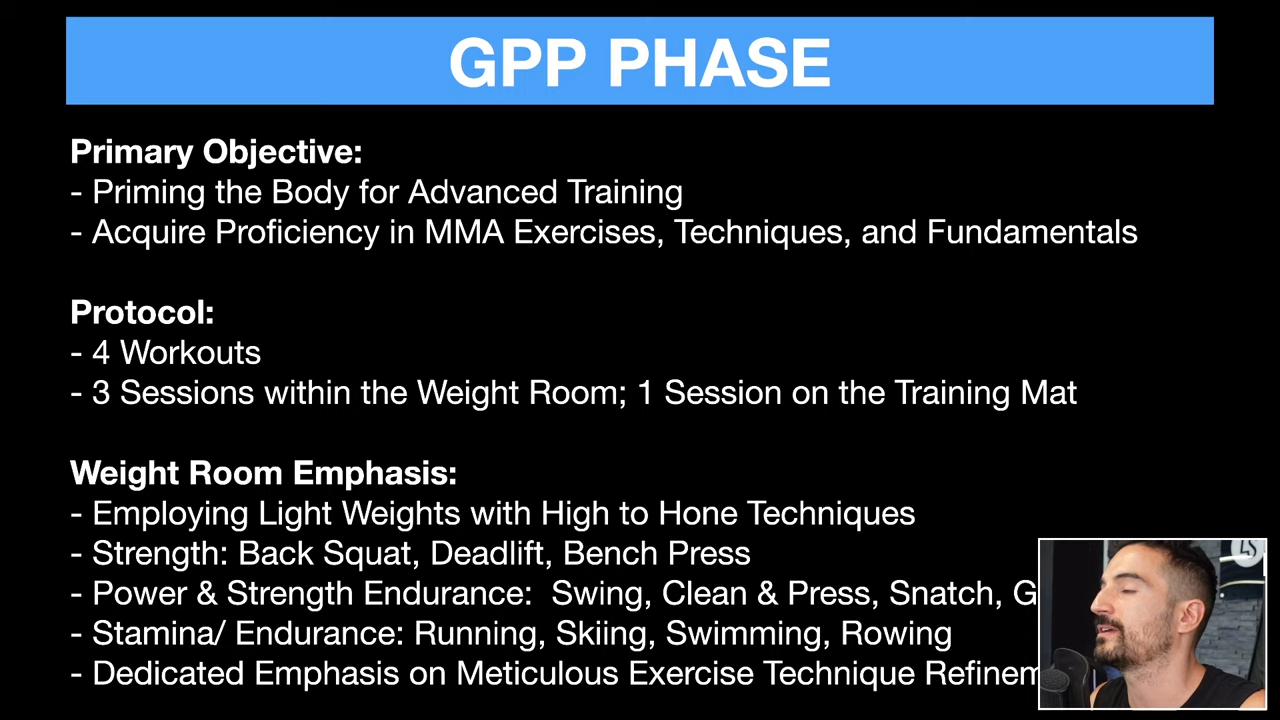 GPP PHASE
Primary Objective:
- Priming the Body for Advanced Training
- Acquire Proficiency in MMA Exercises, Techniques, and Fundamentals
Protocol:
- 4 Workouts
- 3 Sessions within the Weight Room; 1 Session on the Training Mat
Weight Room Emphasis:
- Employing Light Weights with High to Hone Techniques
- Strength: Back Squat, Deadlift, Bench Press
- Power & Strength Endurance:  Swing, Clean & Press, Snatch, G
- Stamina/ Endurance: Running, Skiing, Swimming, Rowing
- Dedicated Emphasis on Meticulous Exercise Technique Refinem